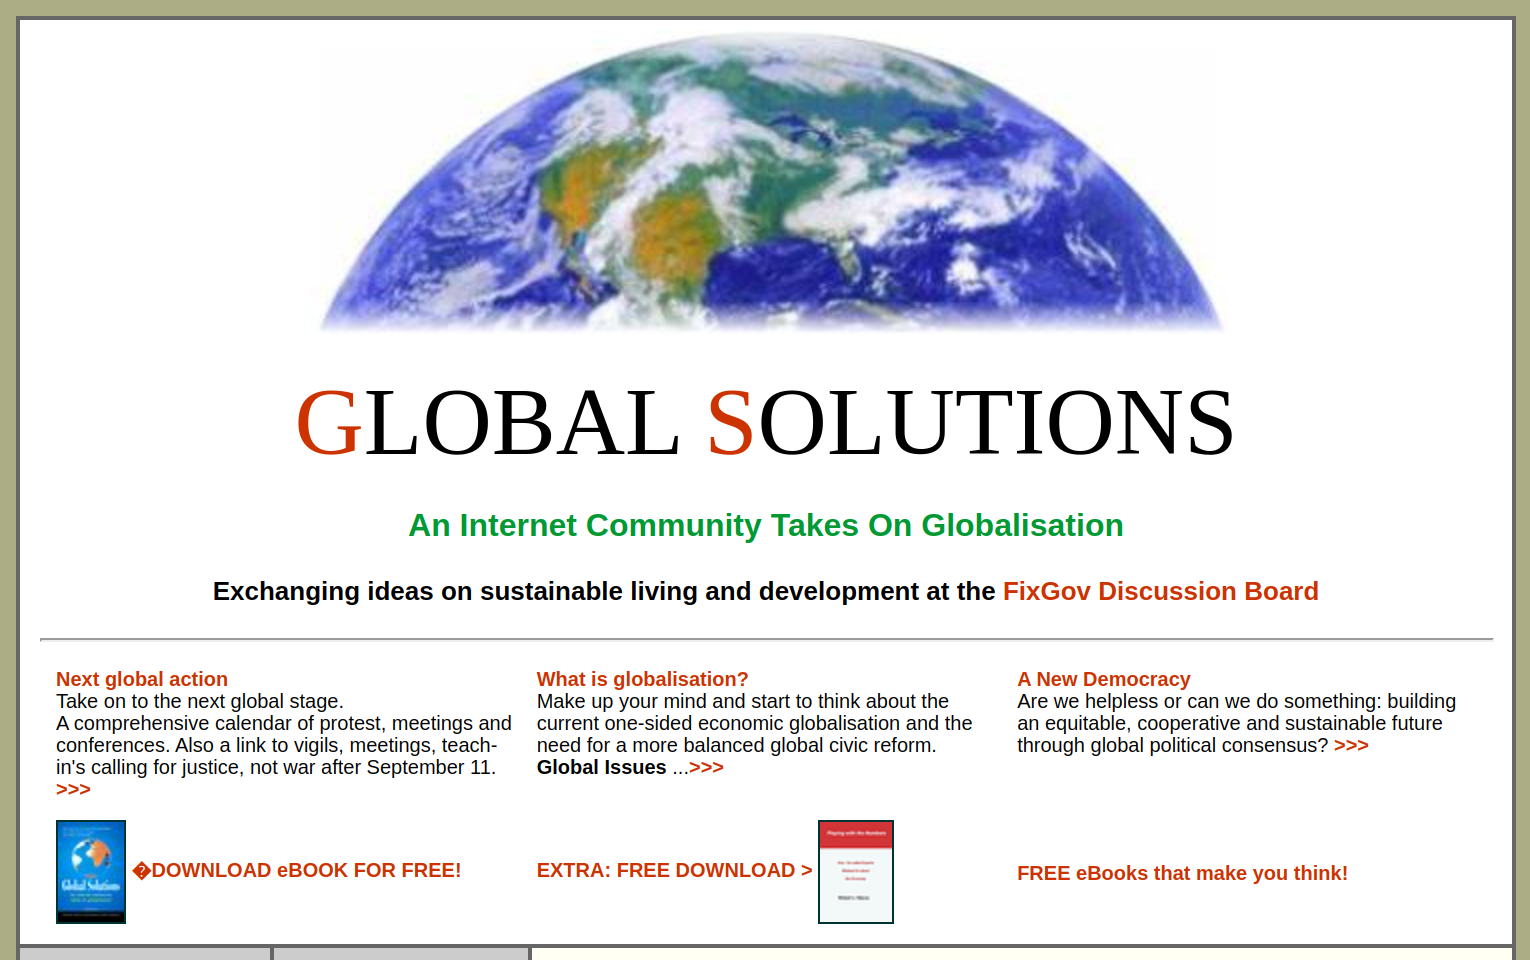 GLOBAL SOLUTIONS
An Internet Community Takes On Globalisation
Exchanging ideas on sustainable living and development at the FixGov Discussion Board
Next global action
Take on to the next global stage.
A comprehensive calendar of protest, meetings and
conferences. Also a link to vigils, meetings, teach-
in's calling for justice, not war after September 11.
>>>
What is globalisation?
Make up your mind and start to think about the
current one-sided economic globalisation and the
need for a more balanced global civic reform.
Global Issues ...>>>
A New Democracy
Are we helpless or can we do something: building
an equitable, cooperative and sustainable future
through global political consensus? >>>
Global Solutions
�DOWNLOAD eBOOK FOR FREE!
EXTRA: FREE DOWNLOAD >
Playing with the Numbers
FREE eBooks that make you think!